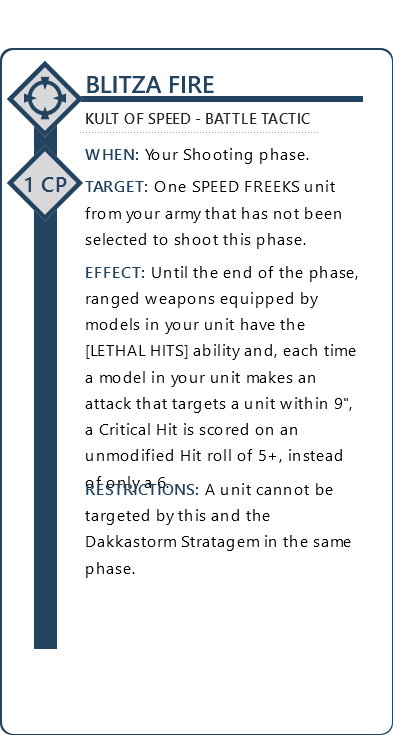 BLITZA FIRE
KULT OF SPEED - BATTLE TACTIC
1 CP
WHEN: Your Shooting phase.
TARGET: One SPEED FREEKS unit
from your army that has not been
selected to shoot this phase.
EFFECT: Until the end of the phase,
ranged weapons equipped by
models in your unit have the
[LETHAL HITS] ability and, each time
a model in your unit makes an
attack that targets a unit within 9",
a Critical Hit is scored on an
unmodified Hit roll of 5+, instead
of only a 6.
RESTRICTIONS: A unit cannot be
targeted by this and the
Dakkastorm Stratagem in the same
phase.